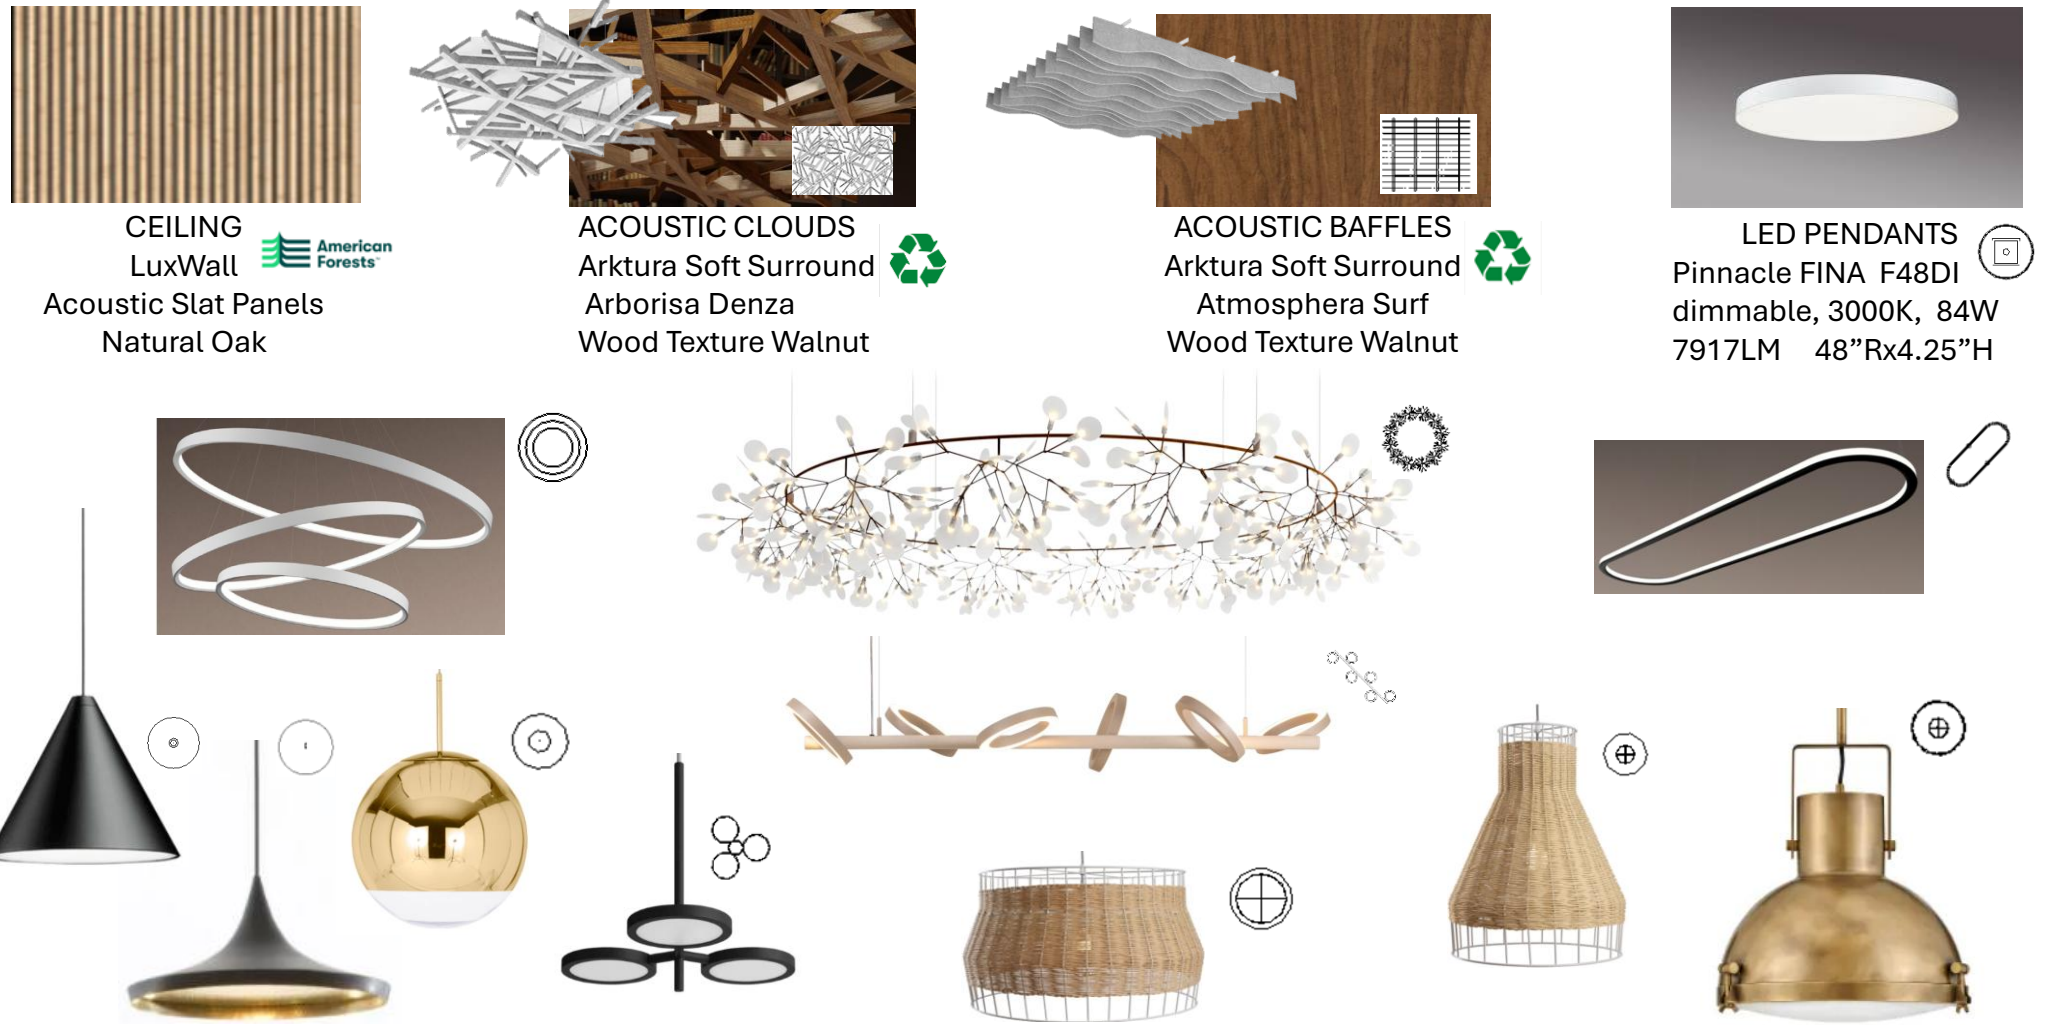 CEILING
LuxWall
Acoustic Slat Panels
Natural Oak
American
Forests™
ACOUSTIC CLOUDS
Arktura Soft Surround
Arborisa Denza
Wood Texture Walnut
ACOUSTIC BAFFLES
Arktura Soft Surround
Atmosphera Surf
Wood Texture Walnut
LED PENDANTS
Pinnacle FINA F48DI
dimmable, 3000K, 84W
7917LM 48”Rx4.25”H